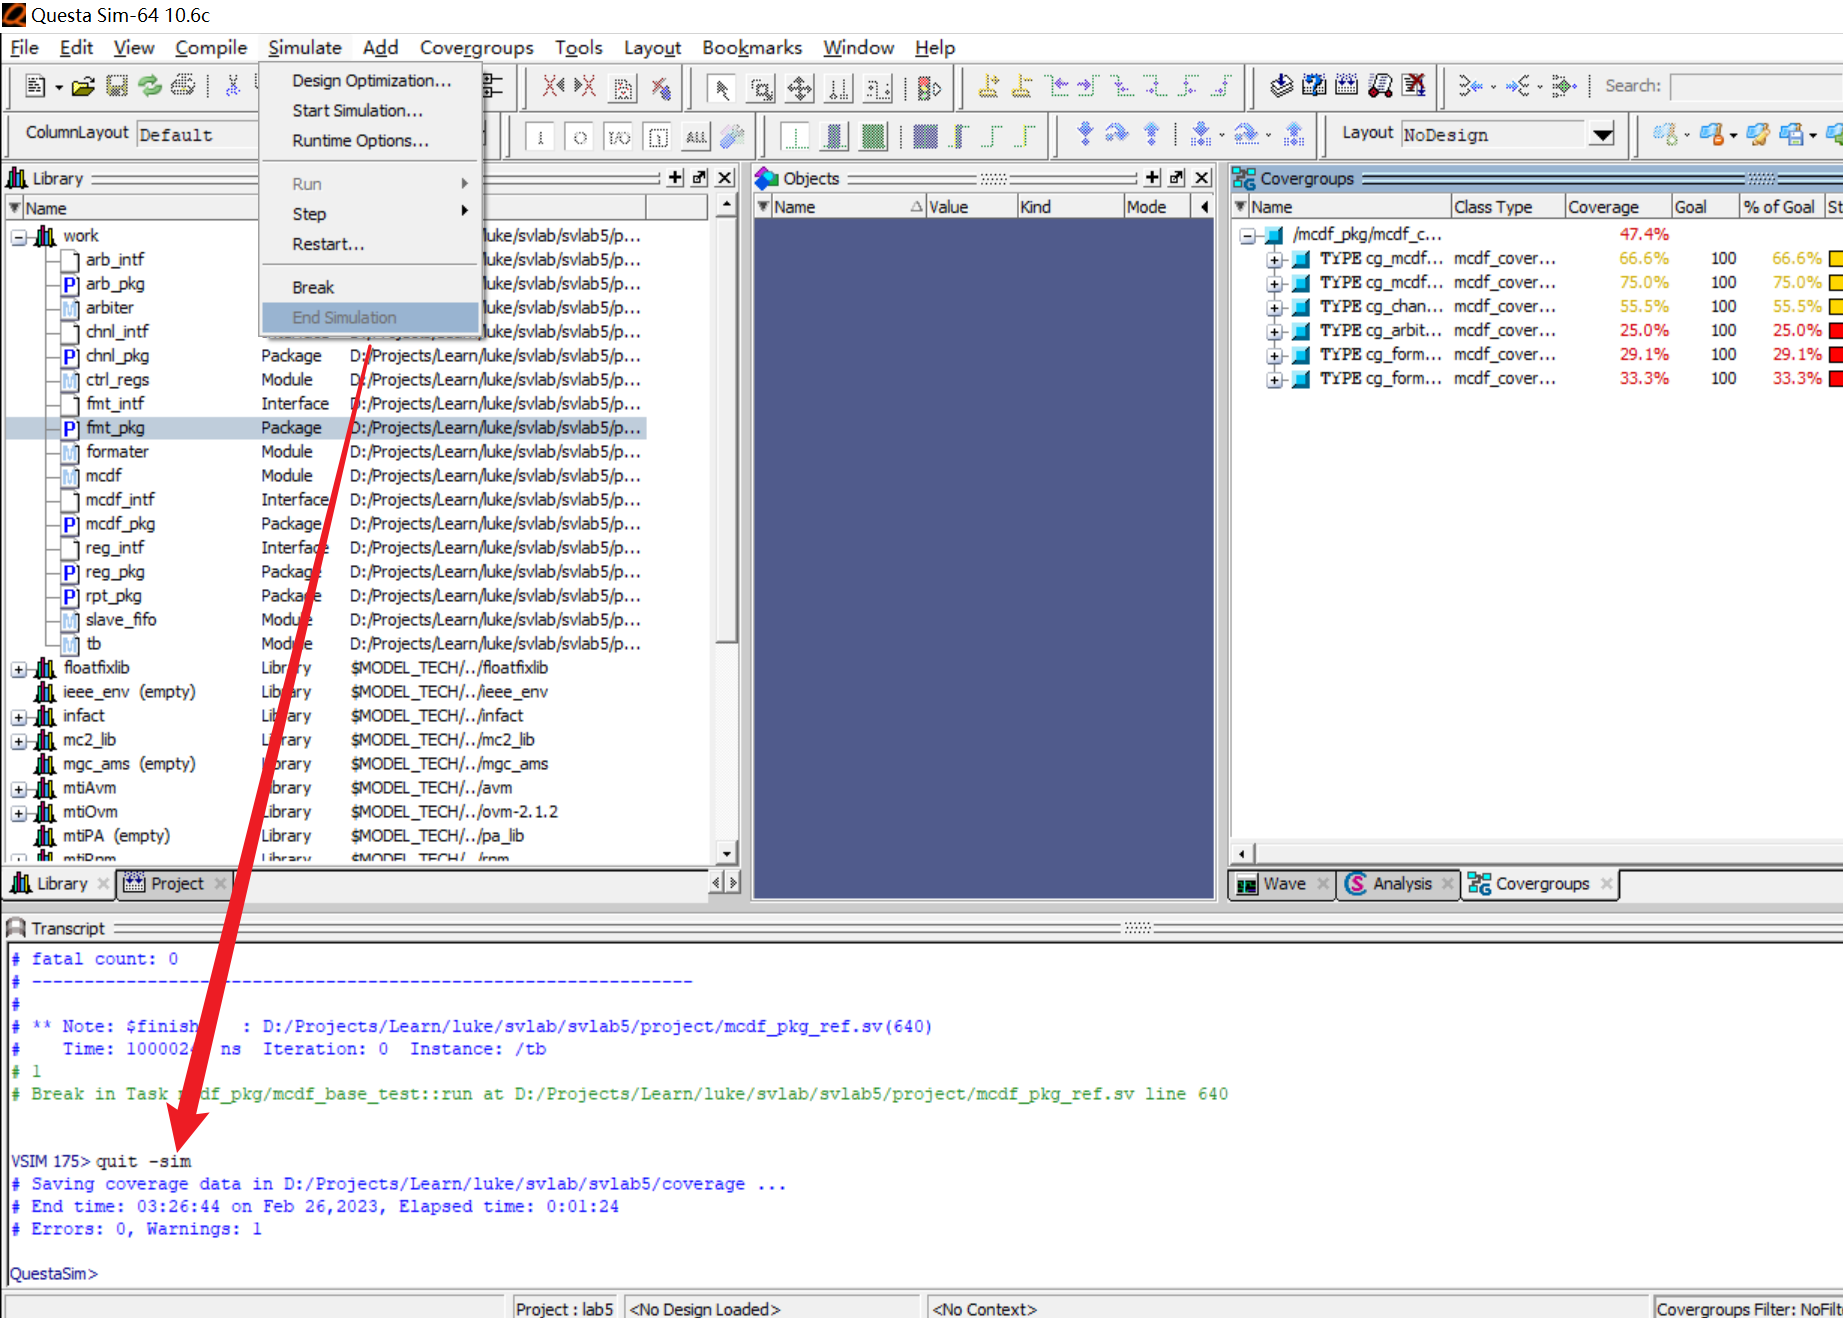 Questa Sim-64 10.6c
File Edit View Compile Simulate Add Covergroups Tools Layout Bookmarks Window Help
Search:
ColumnLayout Default
ALL
Layout NoDesign
Design Optimization...
Start Simulation...
Runtime Options...
Run
Step
Restart...
Break
End Simulation
Library
Name
work luke/svlab/svlab5/p...
arb_intf luke/svlab/svlab5/p...
arb_pkg luke/svlab/svlab5/p...
arbiter luke/svlab/svlab5/p...
chnl_intf luke/svlab/svlab5/p...
chnl_pkg Package D:/Projects/Learn/luke/svlab/svlab5/p...
ctrl_regs Module D:/Projects/Learn/luke/svlab/svlab5/p...
fmt_intf Interface D:/Projects/Learn/luke/svlab/svlab5/p...
fmt_pkg Package D:/Projects/Learn/luke/svlab/svlab5/p...
formater Module D:/Projects/Learn/luke/svlab/svlab5/p...
mcdf Module D:/Projects/Learn/luke/svlab/svlab5/p...
mcdf_intf Interface D:/Projects/Learn/luke/svlab/svlab5/p...
mcdf_pkg Package D:/Projects/Learn/luke/svlab/svlab5/p...
reg_intf Interface D:/Projects/Learn/luke/svlab/svlab5/p...
reg_pkg Package D:/Projects/Learn/luke/svlab/svlab5/p...
rpt_pkg Package D:/Projects/Learn/luke/svlab/svlab5/p...
slave_fifo Module D:/Projects/Learn/luke/svlab/svlab5/p...
tb Module D:/Projects/Learn/luke/svlab/svlab5/p...
floatfixlib Library $MODEL_TECH/../floatfixlib
ieee_env (empty) Library $MODEL_TECH/../ieee_env
infact Library $MODEL_TECH/../infact
mc2_lib Library $MODEL_TECH/../mc2_lib
mgc_ams (empty) Library $MODEL_TECH/../mgc_ams
mtiAvm Library $MODEL_TECH/../avm
mtiOvm Library $MODEL_TECH/../ovm-2.1.2
mtiPA (empty) Library $MODEL_TECH/../pa_lib
mtiRnm Library $MODEL_TECH/../rnm
Library Project
Objects
Name Value Kind Mode
Covergroups
Name Class Type Coverage Goal % of Goal St
/mcdf_pkg/mcdf_c... 47.4%
TYPE cg_mcdf... mcdf_cover... 66.6% 100 66.6%
TYPE cg_mcdf... mcdf_cover... 75.0% 100 75.0%
TYPE cg_chan... mcdf_cover... 55.5% 100 55.5%
TYPE cg_arbit... mcdf_cover... 25.0% 100 25.0%
TYPE cg_form... mcdf_cover... 29.1% 100 29.1%
TYPE cg_form... mcdf_cover... 33.3% 100 33.3%
Wave Analysis Covergroups
Transcript
# fatal count: 0
# ---------------------------------------------------------------
#
# ** Note: $finish : D:/Projects/Learn/luke/svlab/svlab5/project/mcdf_pkg_ref.sv(640)
# Time: ns Iteration: 0 Instance: /tb
# 1
# Break in Task mcdf_pkg/mcdf_base_test::run at D:/Projects/Learn/luke/svlab/svlab5/project/mcdf_pkg_ref.sv line 640
VSIM 175> quit -sim
# Saving coverage data in D:/Projects/Learn/luke/svlab/svlab5/coverage ...
# End time: 03:26:44 on Feb 26,2023, Elapsed time: 0:01:24
# Errors: 0, Warnings: 1
QuestaSim>
Project : lab5 <No Design Loaded> <No Context> Covergroups Filter: NoFilt